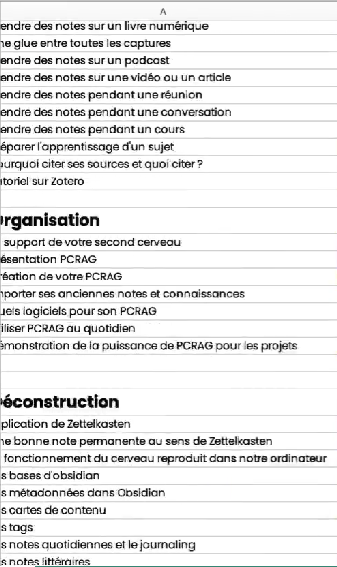 A
endre des notes sur un livre numérique
ne glue entre toutes les captures
endre des notes sur un podcast
endre des notes sur une vidéo ou un article
endre des notes pendant une réunion
endre des notes pendant une conversation
endre des notes pendant un cours
éparer l'apprentissage d'un sujet
ourquoi citer ses sources et quoi citer ?
toriel sur Zotero
rganisation
support de votre second cerveau
ésentation PCRAG
réation de votre PCRAG
porter ses anciennes notes et connaissances
uels logiciels pour son PCRAG
iliser PCRAG au quotidien
émonstration de la puissance de PCRAG pour les projets
éconstruction
plication de Zettelkasten
ne bonne note permanente au sens de Zettelkasten
fonctionnement du cerveau reproduit dans notre ordinateur
s bases d'obsidian
s métadonnées dans Obsidian
s cartes de contenu
s tags
s notes quotidiennes et le journaling
s notes littéraires